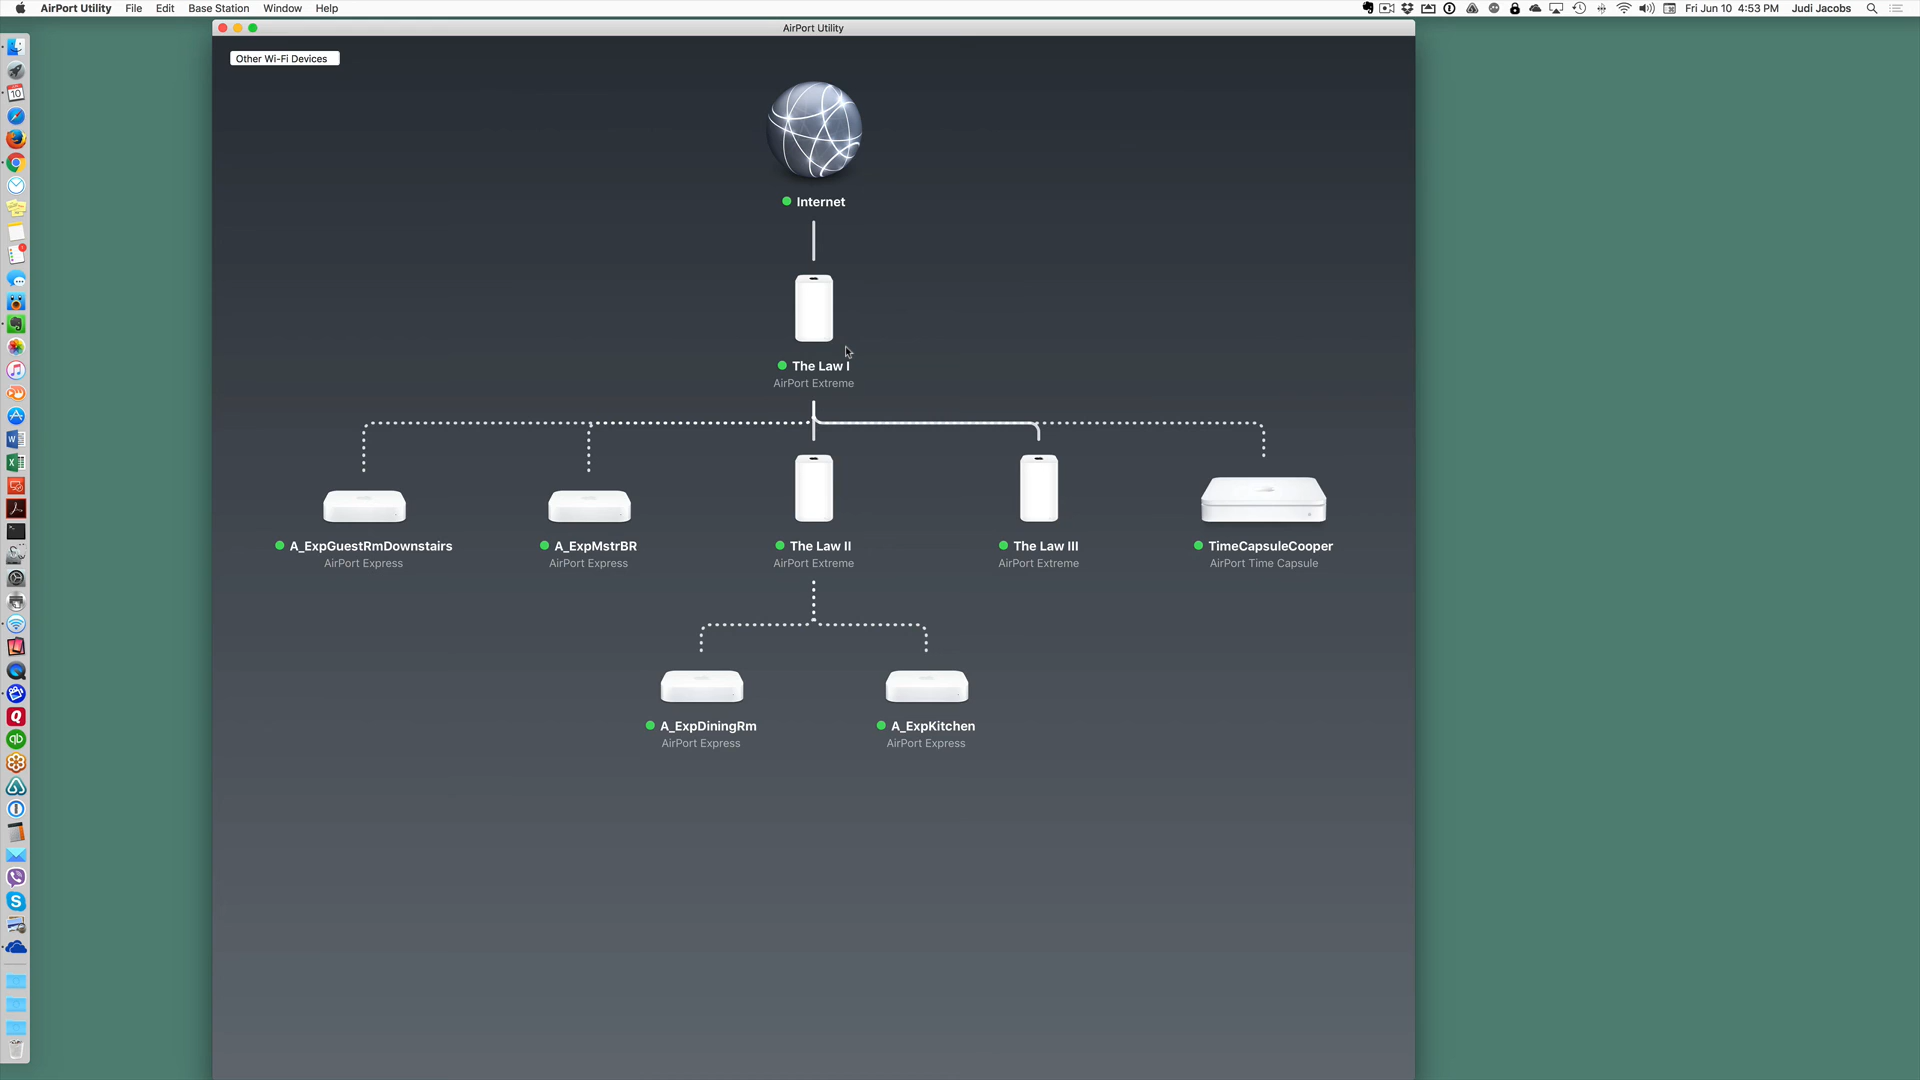 AirPort Utility File Edit Base Station Window Help Fri Jun 10 4:53 PM Judi Jacobs
AirPort Utility
Other Wi-Fi Devices
10
Internet
The Law I
AirPort Extreme
A_ExpGuestRmDownstairs
AirPort Express
A_ExpMstrBR
AirPort Express
The Law II
AirPort Extreme
The Law III
AirPort Extreme
TimeCapsuleCooper
AirPort Time Capsule
A_ExpDiningRm
AirPort Express
A_ExpKitchen
AirPort Express